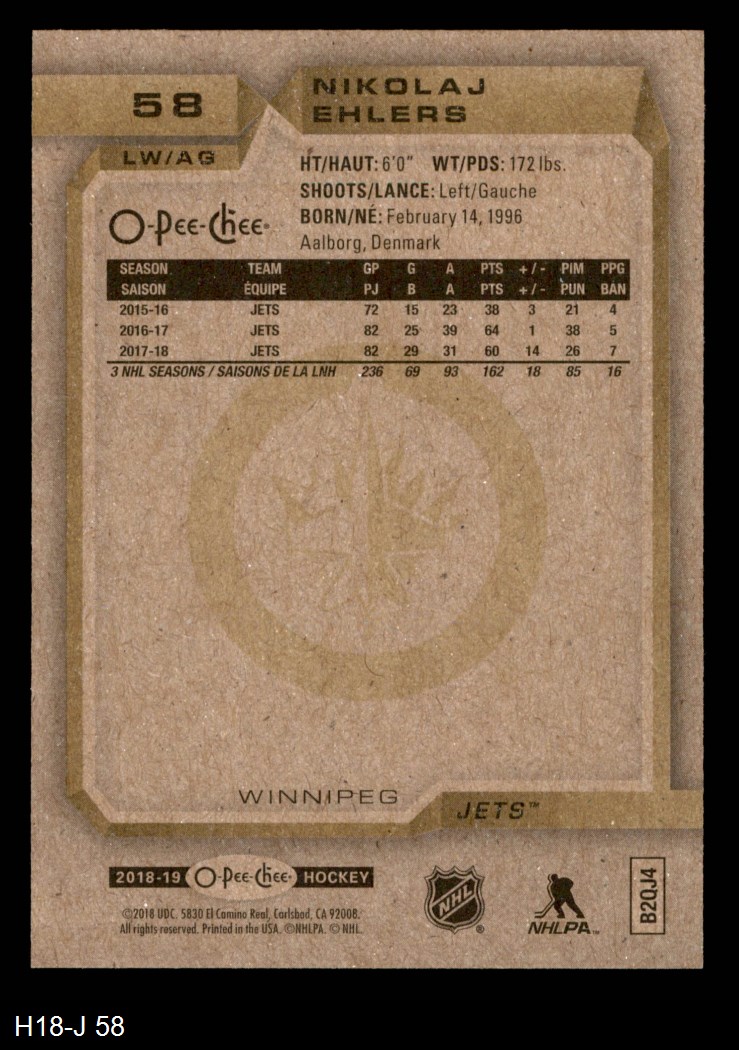 58
NIKOLAJ
EHLERS
LW/AG
HT/HAUT: 6'0" WT/PDS: 172 lbs.
SHOOTS/LANCE: Left/Gauche
BORN/NÉ: February 14, 1996
Aalborg, Denmark
O-Pee-Chee
SEASON TEAM GP G A PTS +/- PIM PPG
SAISON ÉQUIPE PJ B A PTS +/- PUN BAN
2015-16 JETS 72 15 23 38 3 21 4
2016-17 JETS 82 25 39 64 1 38 5
2017-18 JETS 82 29 31 60 14 26 7
3 NHL SEASONS / SAISONS DE LA LNH 236 69 93 162 18 85 16
WINNIPEG
JETS™
2018-19 O-Pee-Chee HOCKEY
©2018 UDC. 5830 El Camino Real, Carlsbad, CA 92008.
All rights reserved. Printed in the USA. ©NHLPA. © NHL.
NHL®
NHLPA™
B2QJ4
H18-J 58